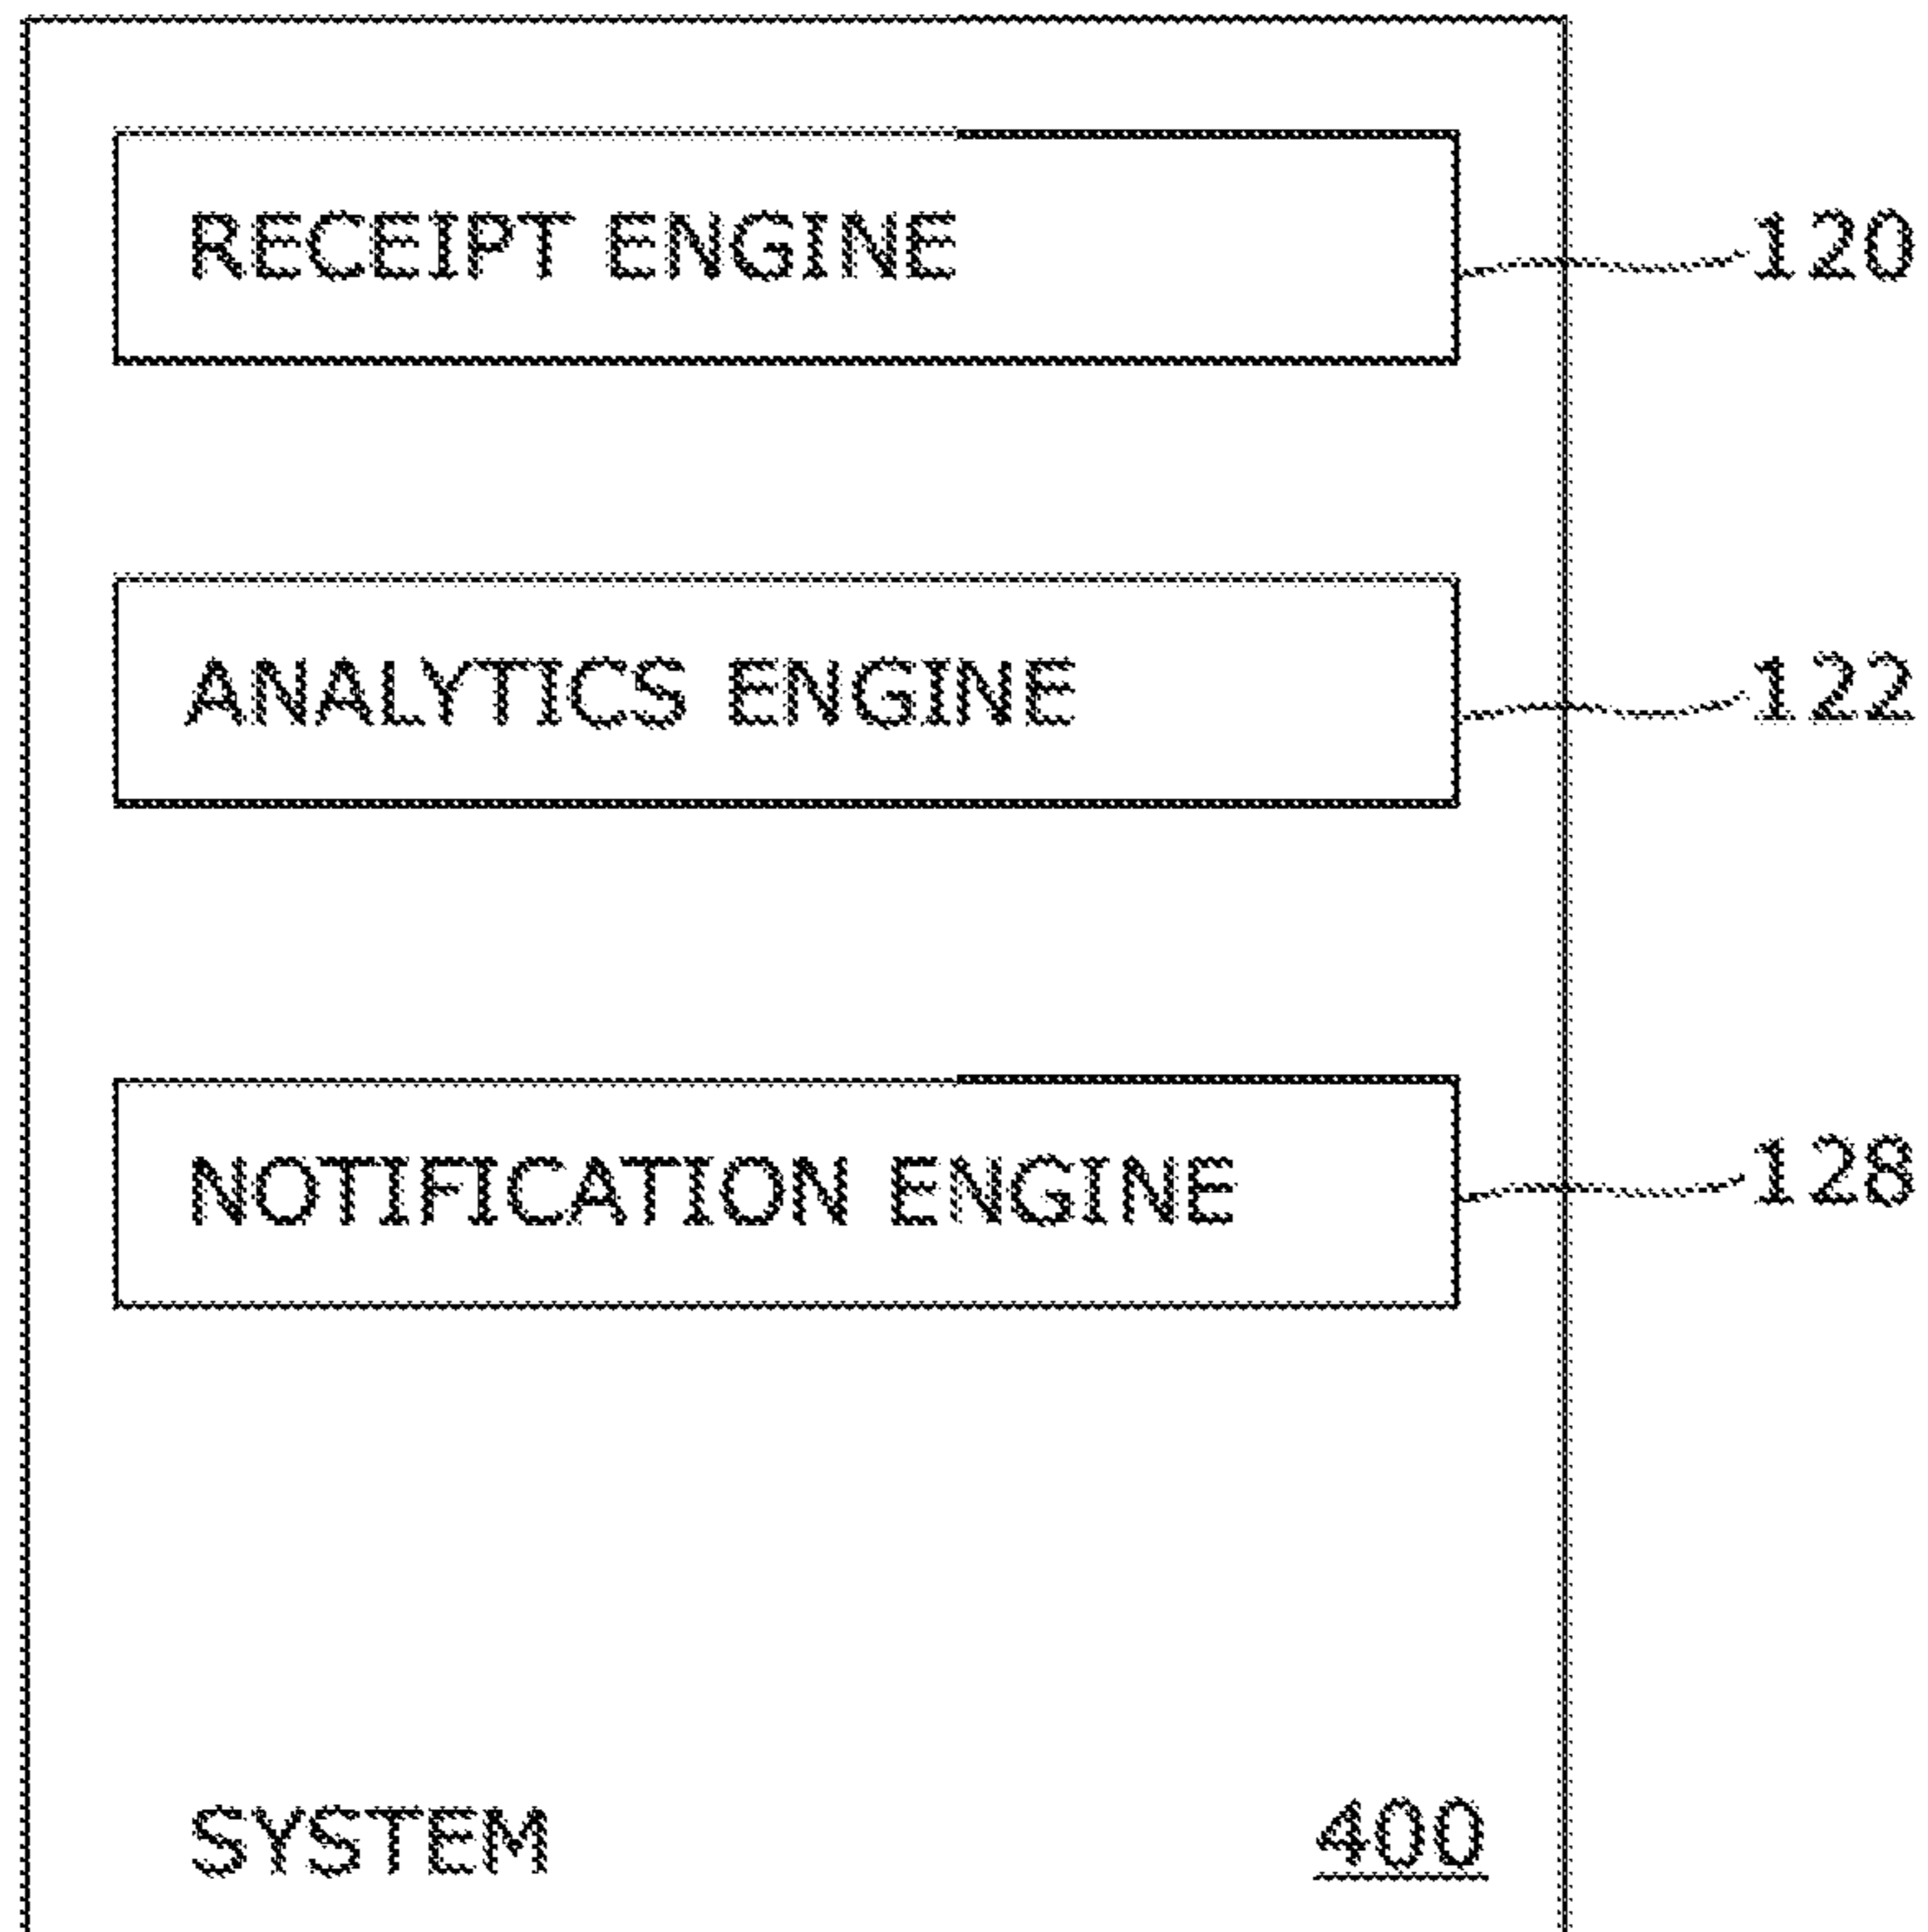 RECEIPT ENGINE 120
ANALYTICS ENGINE 122
NOTIFICATION ENGINE 128
SYSTEM 400